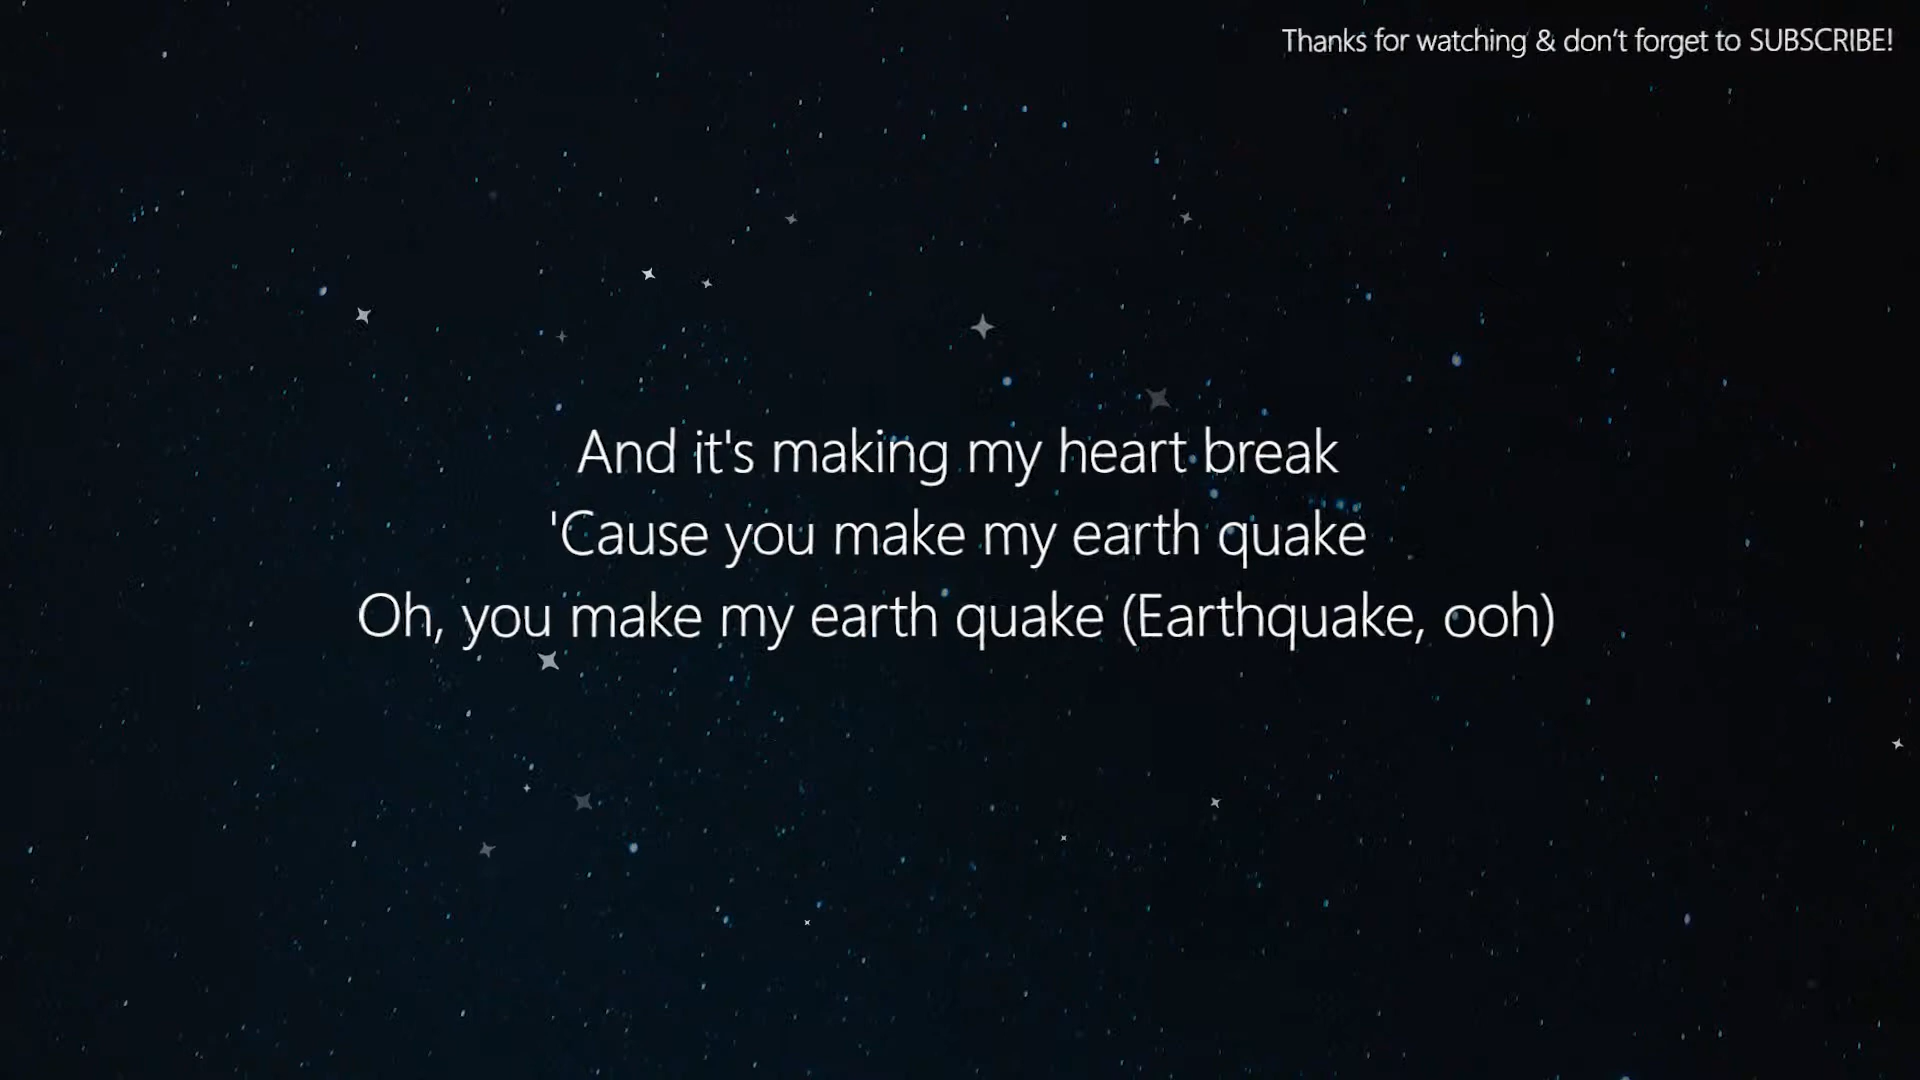 Thanks for watching & don’t forget to SUBSCRIBE!
And it's making my heart break
'Cause you make my earth quake
Oh, you make my earth quake (Earthquake, ooh)